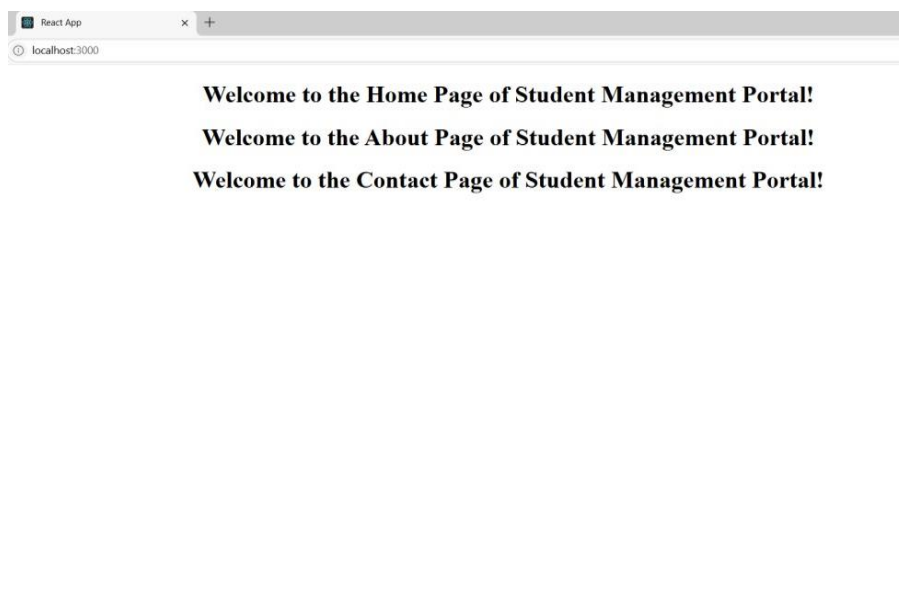 React App
localhost:3000
Welcome to the Home Page of Student Management Portal!
Welcome to the About Page of Student Management Portal!
Welcome to the Contact Page of Student Management Portal!